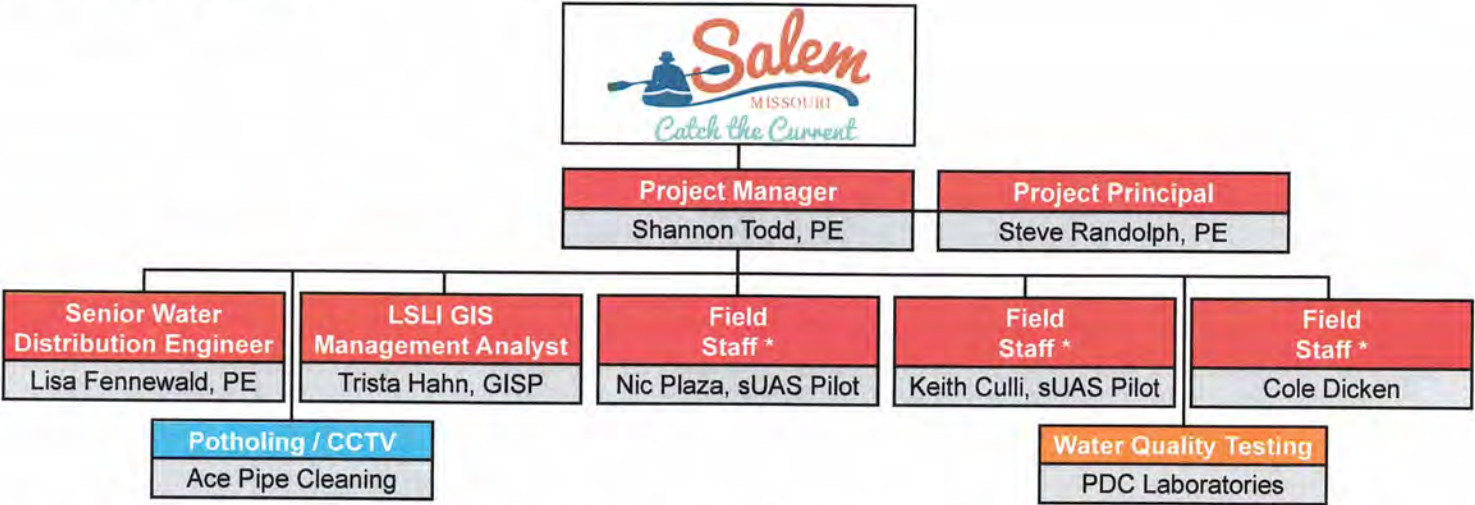 Salem
MISSOURI
Catch the Current
Project Manager
Shannon Todd, PE
Project Principal
Steve Randolph, PE
Senior Water
Distribution Engineer
Lisa Fennewald, PE
LSLI GIS
Management Analyst
Trista Hahn, GISP
Field
Staff *
Nic Plaza, sUAS Pilot
Field
Staff *
Keith Culli, sUAS Pilot
Field
Staff *
Cole Dicken
Potholing / CCTV
Ace Pipe Cleaning
Water Quality Testing
PDC Laboratories